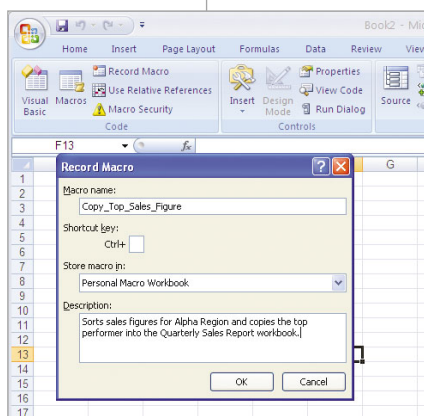 Book2 - Mi
Home Insert Page Layout Formulas Data Review View
Visual Basic
Macros
Record Macro
Use Relative References
Macro Security
Code
Insert
Design Mode
Properties
View Code
Run Dialog
Controls
Source
F13 fx
G
1
2
3
4
5
6
7
8
9
10
11
12
13
14
15
16
17
Record Macro
Macro name:
Copy_Top_Sales_Figure
Shortcut key:
Ctrl+
Store macro in:
Personal Macro Workbook
Description:
Sorts sales figures for Alpha Region and copies the top
performer into the Quarterly Sales Report workbook.
OK Cancel